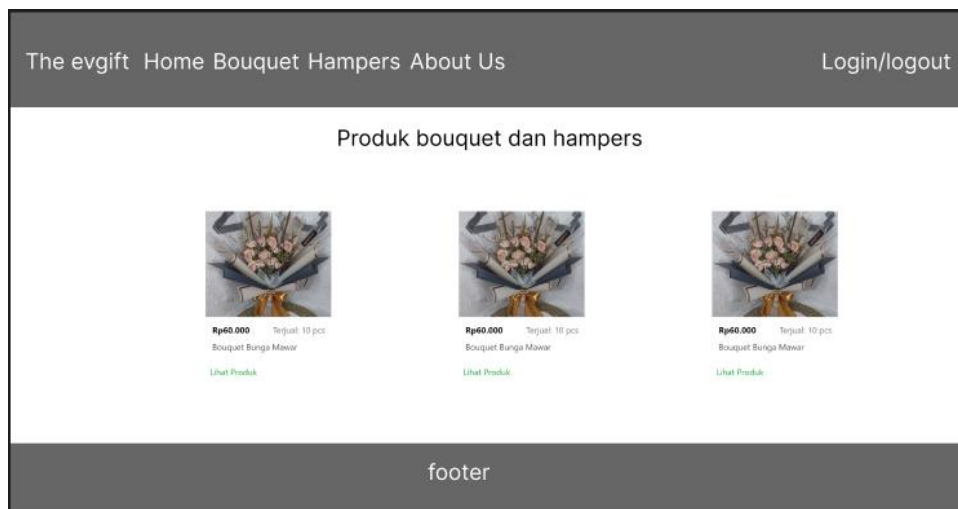 The evgift Home Bouquet Hampers About Us Login/logout
Produk bouquet dan hampers
Rp60.000 Terjual: 10 pcs
Bouquet Bunga Mawar
Lihat Produk
Rp60.000 Terjual: 10 pcs
Bouquet Bunga Mawar
Lihat Produk
Rp60.000 Terjual: 10 pcs
Bouquet Bunga Mawar
Lihat Produk
footer